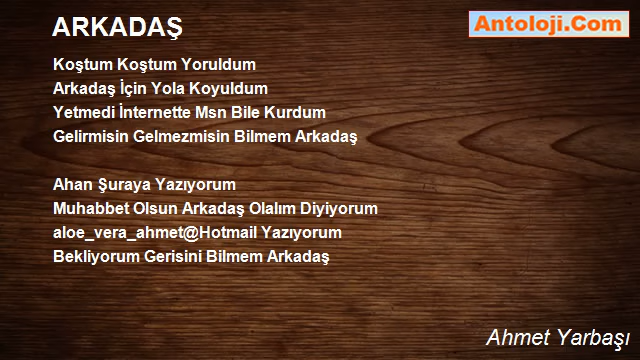 ARKADAŞ
Antoloji.Com
Koştum Koştum Yoruldum
Arkadaş İçin Yola Koyuldum
Yetmedi İnternette Msn Bile Kurdum
Gelirmisin Gelmezmisin Bilmem Arkadaş
Ahan Şuraya Yazıyorum
Muhabbet Olsun Arkadaş Olalım Diyiyorum
aloe_vera_ahmet@Hotmail Yazıyorum
Bekliyorum Gerisini Bilmem Arkadaş
Ahmet Yarbaşı